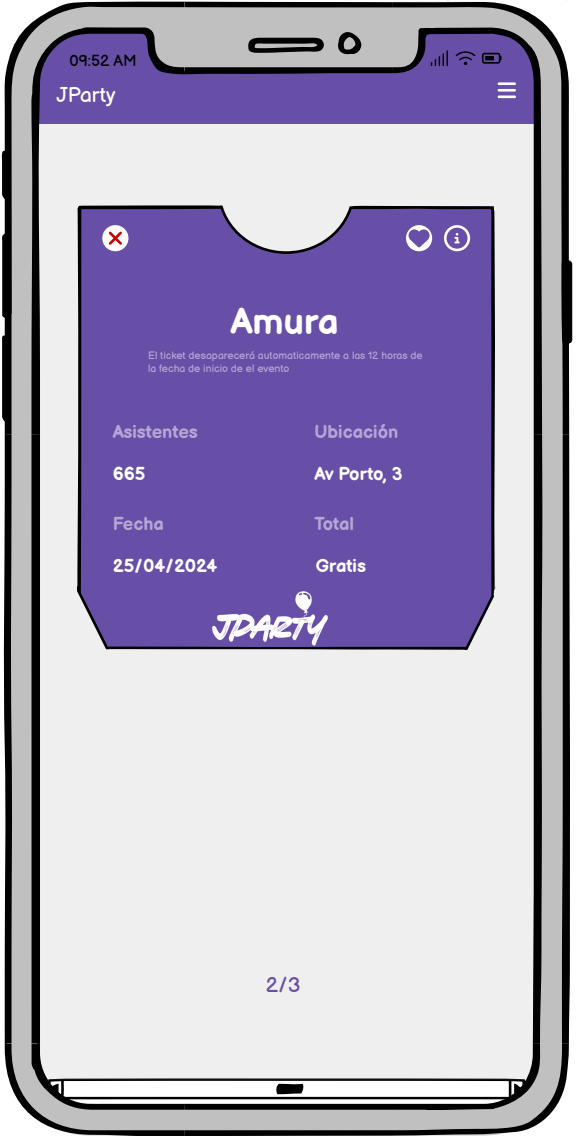 09:52 AM
JParty
Amura
El ticket desaparecerá automaticamente a las 12 horas de
la fecha de inicio de el evento
Asistentes
Ubicación
665
Av Porto, 3
Fecha
Total
25/04/2024
Gratis
JPARTY
2/3